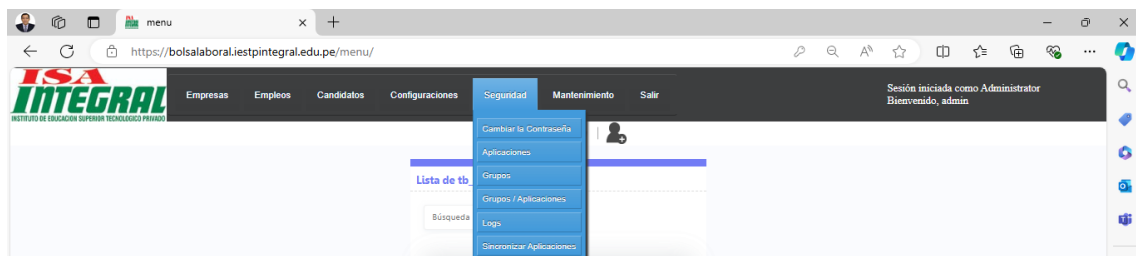 menu
https://bolsalaboral.iestpintegral.edu.pe/menu/
ISA
INTEGRAL
INSTITUTO DE EDUCACION SUPERIOR TECNOLOGICO PRIVADO
Empresas Empleos Candidatos Configuraciones Seguridad Mantenimiento Salir
Sesión iniciada como Administrator
Bienvenido, admin
Cambiar la Contraseña
Aplicaciones
Lista de tb_
Grupos
Grupos / Aplicaciones
Búsqueda
Logs
Sincronizar Aplicaciones